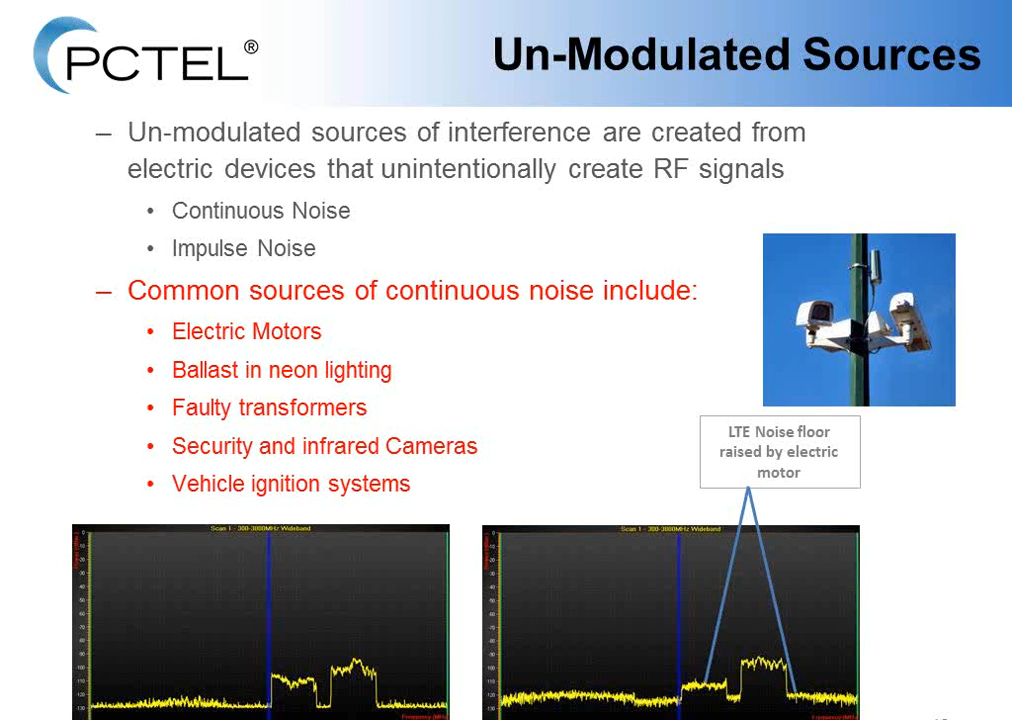 PCTEL®
Un-Modulated Sources
– Un-modulated sources of interference are created from
electric devices that unintentionally create RF signals
• Continuous Noise
• Impulse Noise
– Common sources of continuous noise include:
• Electric Motors
• Ballast in neon lighting
• Faulty transformers
• Security and infrared Cameras
• Vehicle ignition systems
LTE Noise floor
raised by electric
motor
Scan 1 - 300-3000MHz Wideband
Scan 1 - 300-3000MHz Wideband